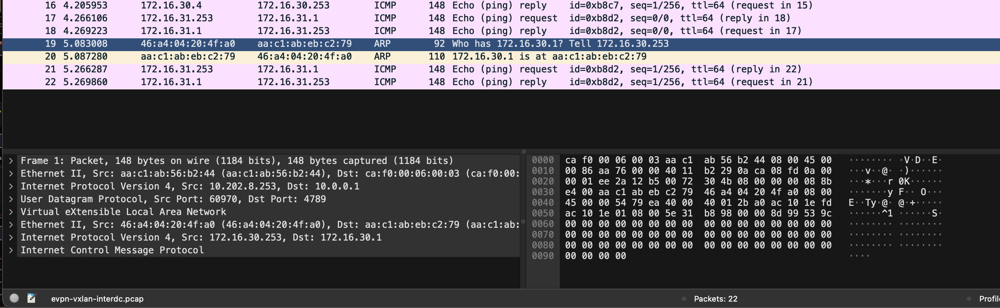 16 4.205953 172.16.30.4 172.16.30.253 ICMP 148 Echo (ping) reply id=0xb8c7, seq=1/256, ttl=64 (request in 15)
17 4.266106 172.16.31.253 172.16.31.1 ICMP 148 Echo (ping) request id=0xb8d2, seq=0/0, ttl=64 (reply in 18)
18 4.269223 172.16.31.1 172.16.31.253 ICMP 148 Echo (ping) reply id=0xb8d2, seq=0/0, ttl=64 (request in 17)
19 5.083008 46:a4:04:20:4f:a0 aa:c1:ab:eb:c2:79 ARP 92 Who has 172.16.30.1? Tell 172.16.30.253
20 5.087280 aa:c1:ab:eb:c2:79 46:a4:04:20:4f:a0 ARP 110 172.16.30.1 is at aa:c1:ab:eb:c2:79
21 5.266287 172.16.31.253 172.16.31.1 ICMP 148 Echo (ping) request id=0xb8d2, seq=1/256, ttl=64 (reply in 22)
22 5.269860 172.16.31.1 172.16.31.253 ICMP 148 Echo (ping) reply id=0xb8d2, seq=1/256, ttl=64 (request in 21)
Frame 1: Packet, 148 bytes on wire (1184 bits), 148 bytes captured (1184 bits)
Ethernet II, Src: aa:c1:ab:56:b2:44 (aa:c1:ab:56:b2:44), Dst: ca:f0:00:06:00:03 (ca:f0:00:
Internet Protocol Version 4, Src: 10.202.8.253, Dst: 10.0.0.1
User Datagram Protocol, Src Port: 60970, Dst Port: 4789
Virtual eXtensible Local Area Network
Ethernet II, Src: 46:a4:04:20:4f:a0 (46:a4:04:20:4f:a0), Dst: aa:c1:ab:eb:c2:79 (aa:c1:ab:
Internet Protocol Version 4, Src: 172.16.30.253, Dst: 172.16.30.1
Internet Control Message Protocol
0000 ca f0 00 06 00 03 aa c1 ab 56 b2 44 08 00 45 00 ········ ·V·D··E·
0010 00 86 aa 76 00 00 40 11 b2 29 0a ca 08 fd 0a 00 ···v··@· ·)······
0020 00 01 ee 2a 12 b5 00 72 30 4b 08 00 00 00 08 8b ···*···r 0K······
0030 e4 00 aa c1 ab eb c2 79 46 a4 04 20 4f a0 08 00 ·······y F·· O···
0040 45 00 00 54 79 ea 40 00 40 01 2b a0 ac 10 1e fd E··Ty·@· @·+·····
0050 ac 10 1e 01 08 00 5e 31 b8 98 00 00 8d 99 53 9c ······^1 ······S·
0060 00 00 00 00 00 00 00 00 00 00 00 00 00 00 00 00 ········ ········
0070 00 00 00 00 00 00 00 00 00 00 00 00 00 00 00 00 ········ ········
0080 00 00 00 00 00 00 00 00 00 00 00 00 00 00 00 00 ········ ········
0090 00 00 00 00 ····
evpn-vxlan-interdc.pcap Packets: 22 Profil